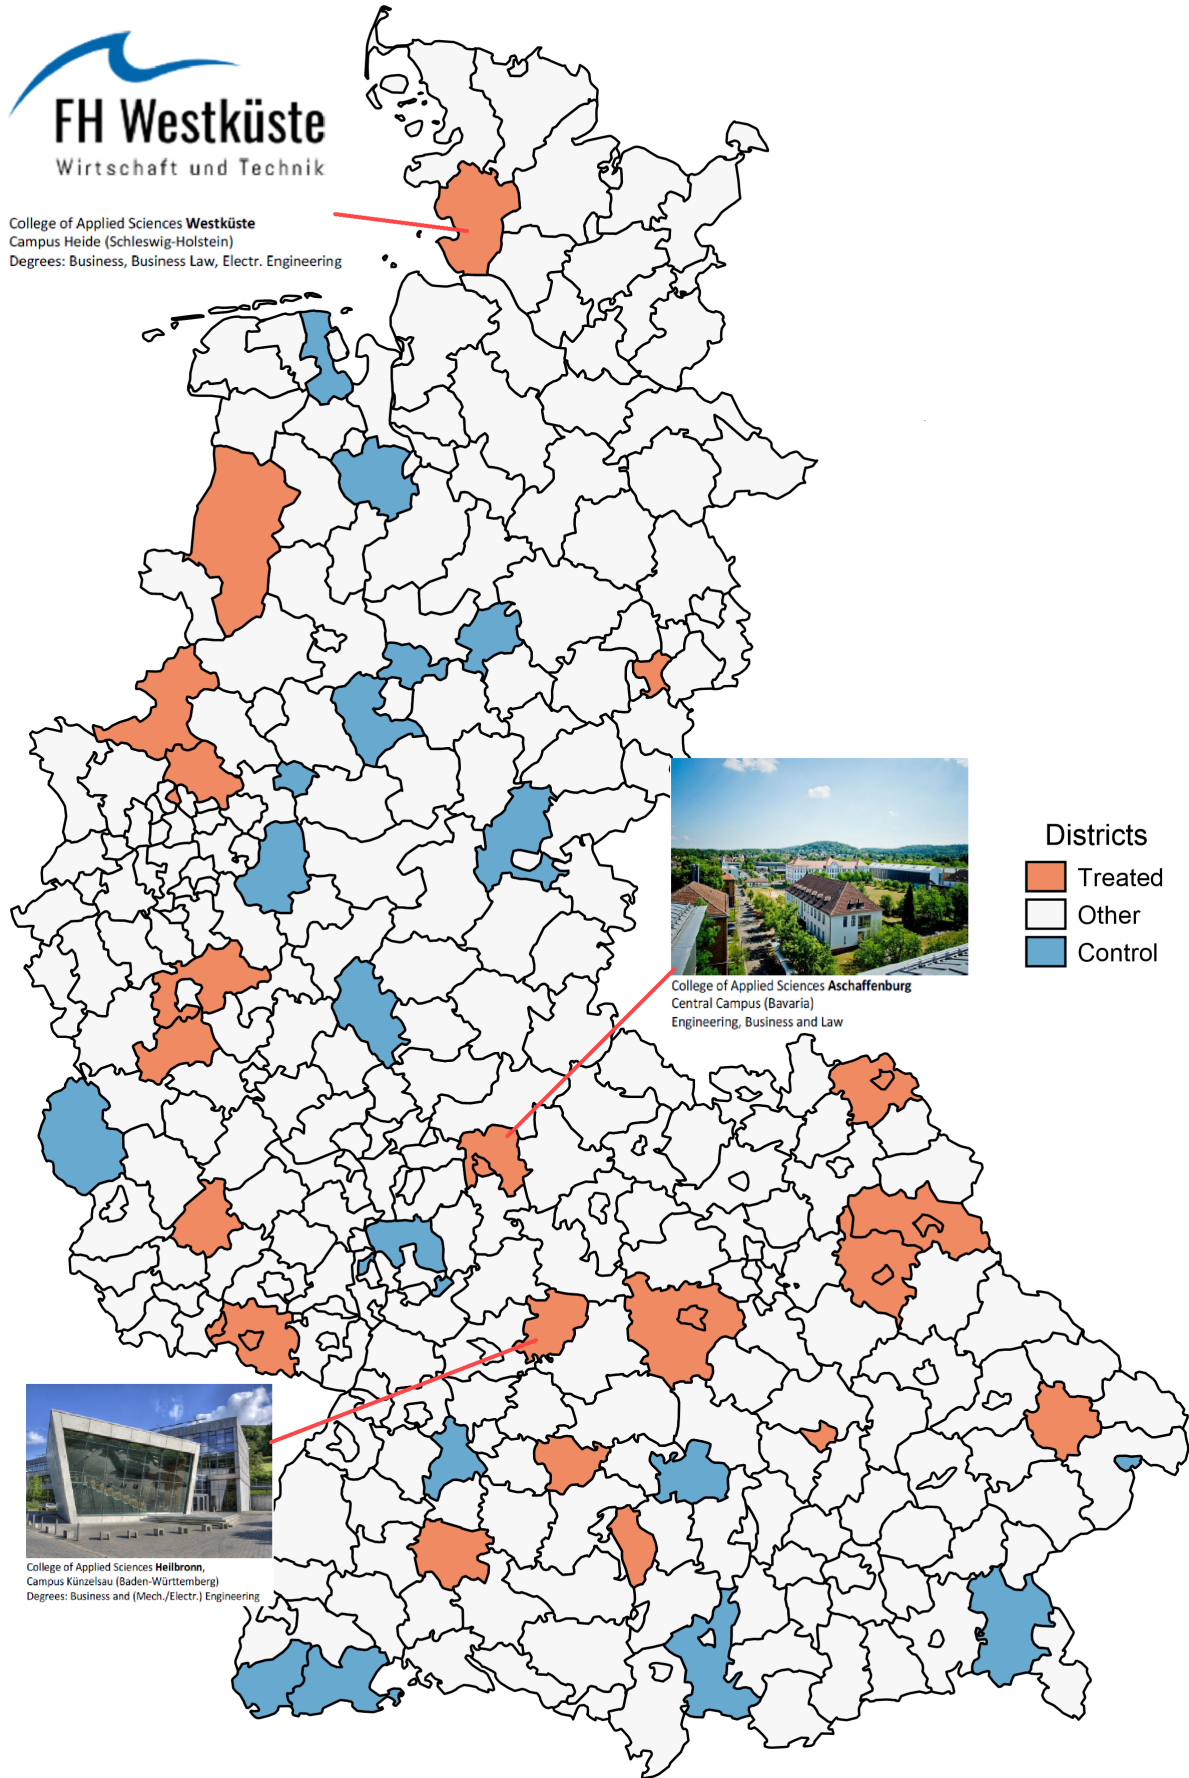 FH Westküste
Wirtschaft und Technik
College of Applied Sciences Westküste
Campus Heide (Schleswig-Holstein)
Degrees: Business, Business Law, Electr. Engineering
Districts
Treated
Other
Control
College of Applied Sciences Aschaffenburg
Central Campus (Bavaria)
Engineering, Business and Law
College of Applied Sciences Heilbronn,
Campus Künzelsau (Baden-Württemberg)
Degrees: Business and (Mech./Electr.) Engineering